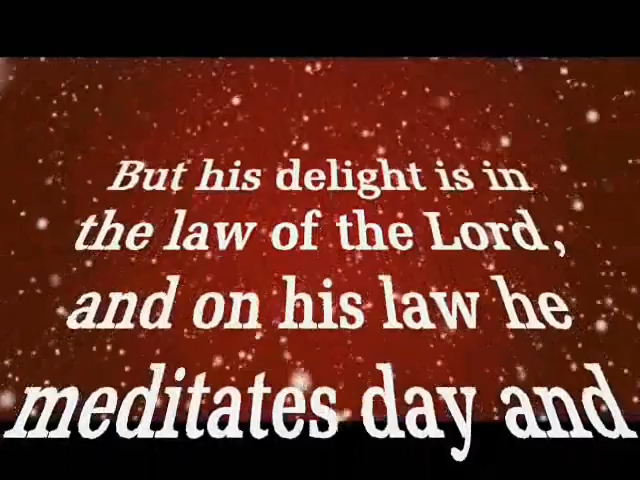 But his delight is in
the law of the Lord,
and on his law he
meditates day and